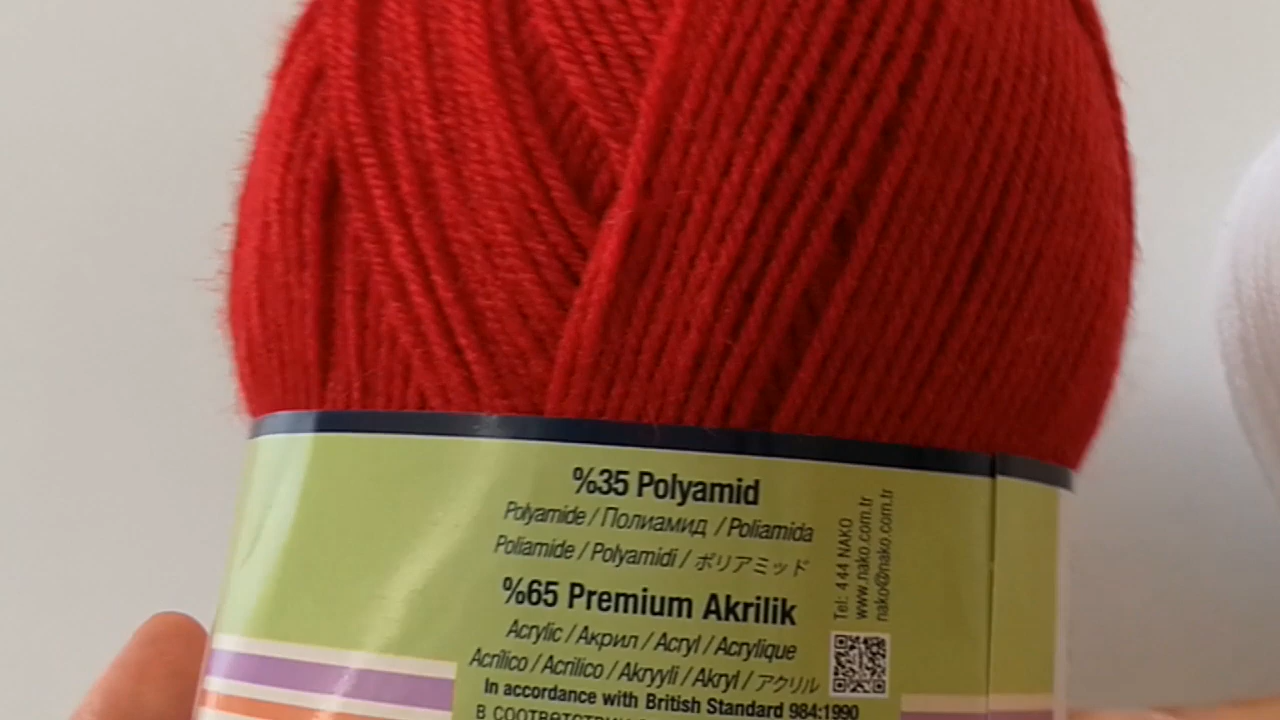 %35 Polyamid
Polyamide / Полиамид / Poliamida
Poliamide / Polyamidi / ポリアミッド
%65 Premium Akrilik
Acrylic / Акрил / Acryl / Acrylique
Acrílico / Acrilico / Akryyli / Akryl / アクリル
In accordance with British Standard 984:1990
Tel: 444 NAKO
www.nako.com.tr
nako@nako.com.tr